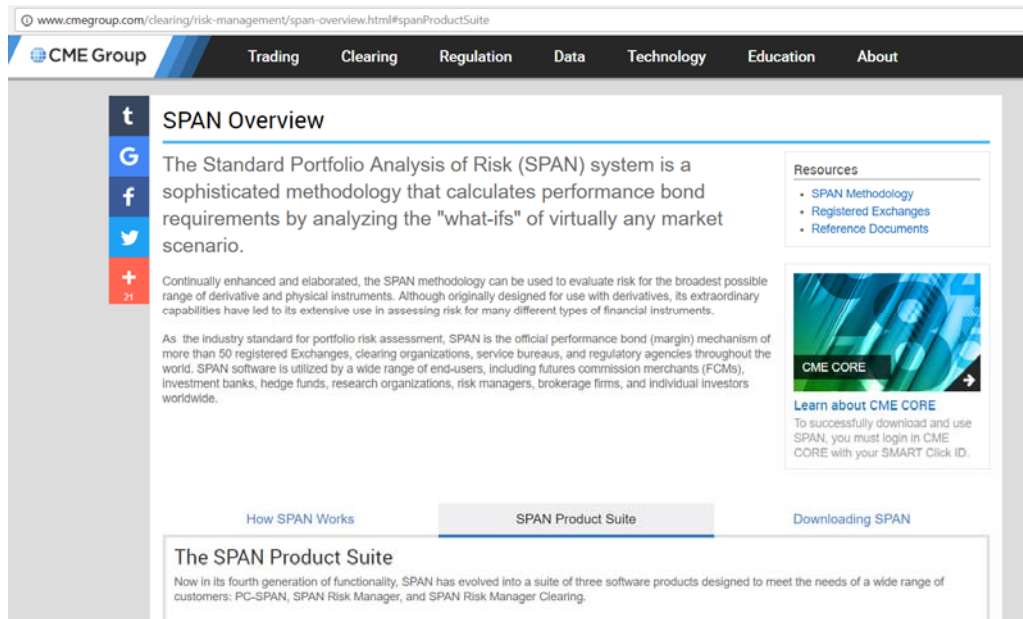 www.cmegroup.com/clearing/risk-management/span-overview.html#spanProductSuite
CME Group
Trading Clearing Regulation Data Technology Education About
t
G
f
+
21
SPAN Overview
The Standard Portfolio Analysis of Risk (SPAN) system is a
sophisticated methodology that calculates performance bond
requirements by analyzing the "what-ifs" of virtually any market
scenario.
Continually enhanced and elaborated, the SPAN methodology can be used to evaluate risk for the broadest possible
range of derivative and physical instruments. Although originally designed for use with derivatives, its extraordinary
capabilities have led to its extensive use in assessing risk for many different types of financial instruments.
As the industry standard for portfolio risk assessment, SPAN is the official performance bond (margin) mechanism of
more than 50 registered Exchanges, clearing organizations, service bureaus, and regulatory agencies throughout the
world. SPAN software is utilized by a wide range of end-users, including futures commission merchants (FCMs),
investment banks, hedge funds, research organizations, risk managers, brokerage firms, and individual investors
worldwide.
Resources
• SPAN Methodology
• Registered Exchanges
• Reference Documents
CME CORE
Learn about CME CORE
To successfully download and use
SPAN, you must login in CME
CORE with your SMART Click ID.
How SPAN Works SPAN Product Suite Downloading SPAN
The SPAN Product Suite
Now in its fourth generation of functionality, SPAN has evolved into a suite of three software products designed to meet the needs of a wide range of
customers: PC-SPAN, SPAN Risk Manager, and SPAN Risk Manager Clearing.